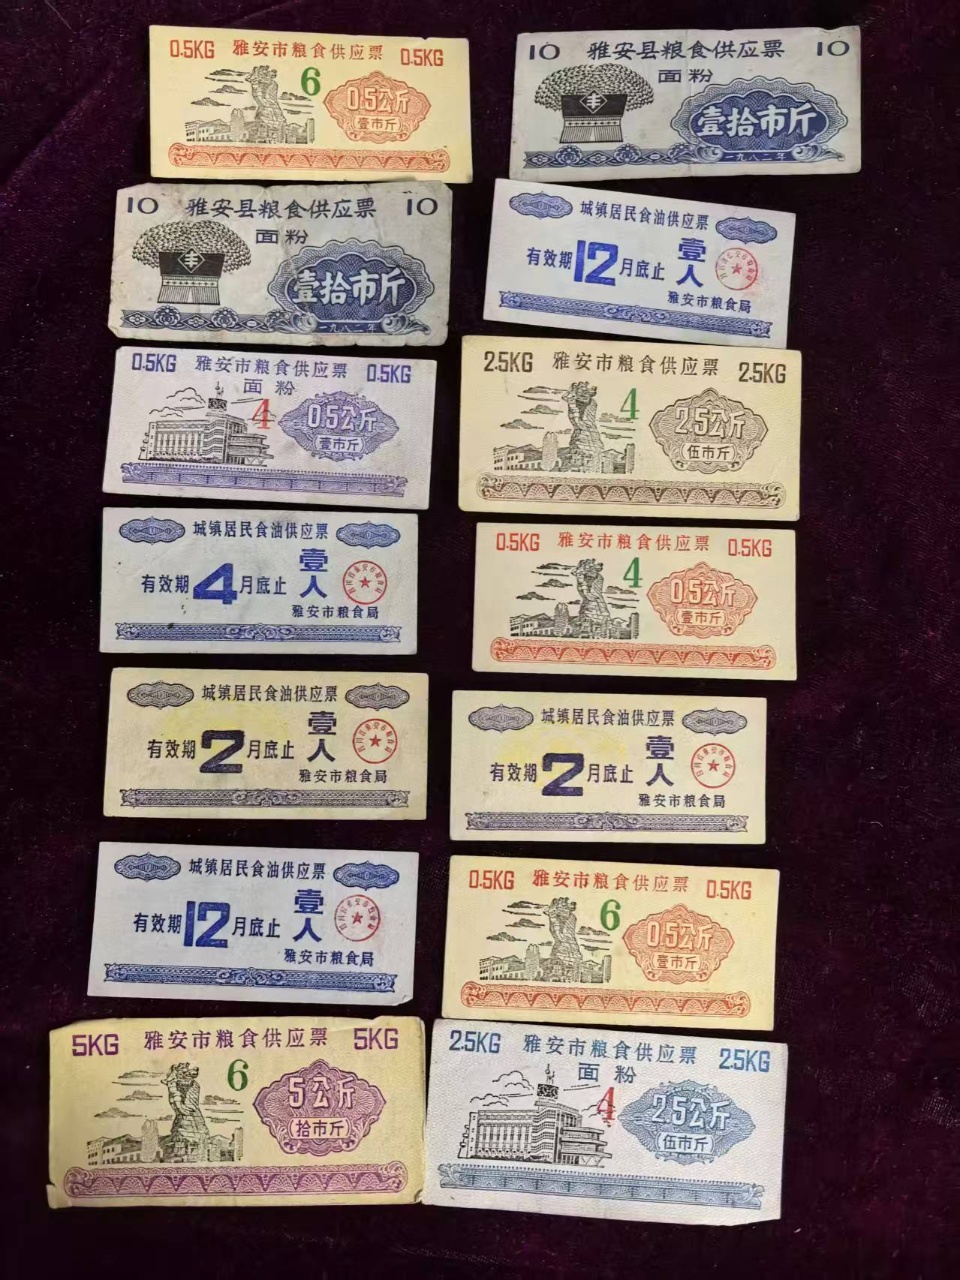 0.5KG 雅安市粮食供应票 0.5KG
6
0.5公斤
(壹市斤)
10 雅安县粮食供应票 10
面粉
丰
壹拾市斤
一九八二年
10 雅安县粮食供应票 10
面粉
丰
壹拾市斤
一九八二年
城镇居民食油供应票
有效期12月底止
壹人
雅安市粮食局
0.5KG 雅安市粮食供应票 0.5KG
面粉
4
0.5公斤
(壹市斤)
2.5KG 雅安市粮食供应票 2.5KG
4
2.5公斤
(伍市斤)
城镇居民食油供应票
有效期4月底止
壹人
雅安市粮食局
0.5KG 雅安市粮食供应票 0.5KG
4
0.5公斤
(壹市斤)
城镇居民食油供应票
有效期2月底止
壹人
雅安市粮食局
城镇居民食油供应票
有效期2月底止
壹人
雅安市粮食局
城镇居民食油供应票
有效期12月底止
壹人
雅安市粮食局
0.5KG 雅安市粮食供应票 0.5KG
6
0.5公斤
(壹市斤)
5KG 雅安市粮食供应票 5KG
6
5公斤
(拾市斤)
2.5KG 雅安市粮食供应票 2.5KG
面粉
4
2.5公斤
(伍市斤)